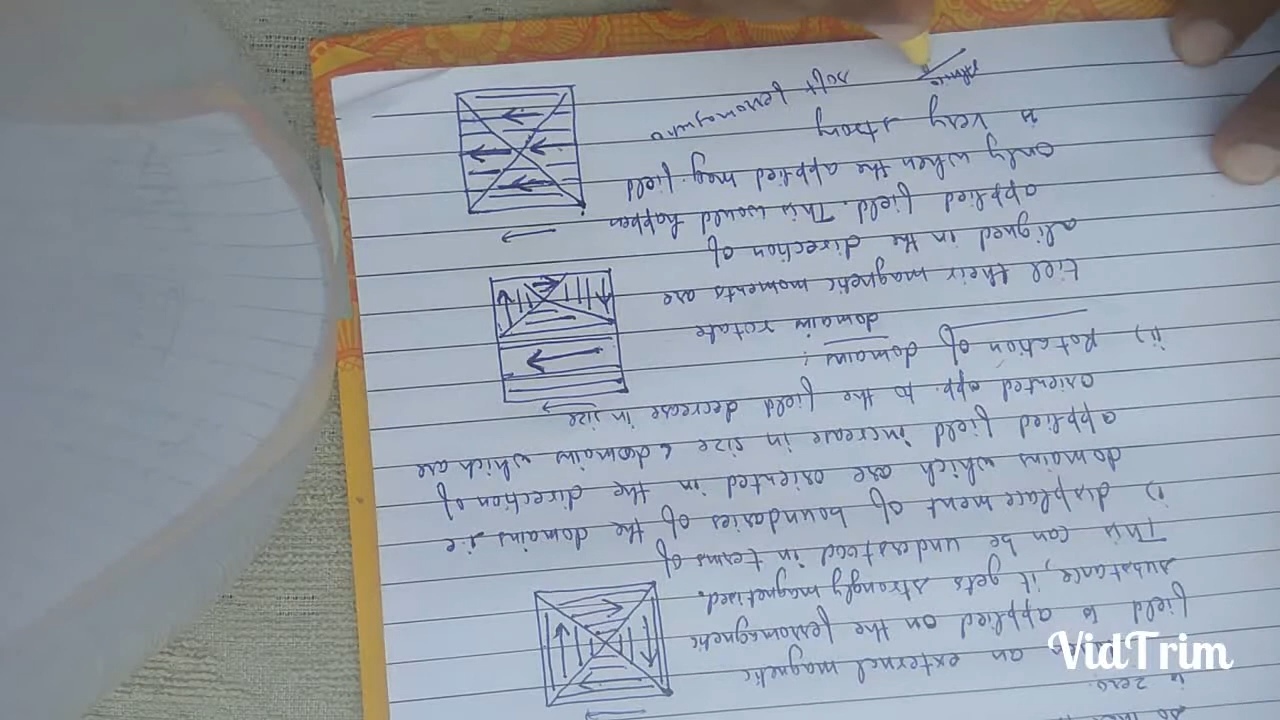 so the
is zero.
an external magnetic
field is applied on the ferromagnetic
substance, it gets strongly magnetised.
This can be understood in terms of
i) displacement of boundaries of the domains i.e
domains which are oriented in the direction of
applied field increase in size & domains which are
oriented opp. to the field decrease in size
ii) Rotation of domains:
domain rotate
till their magnetic moments are
aligned in the direction of
applied field. This would happen
only when the applied mag. field
is very strong
soft ferromagne
VidTrim